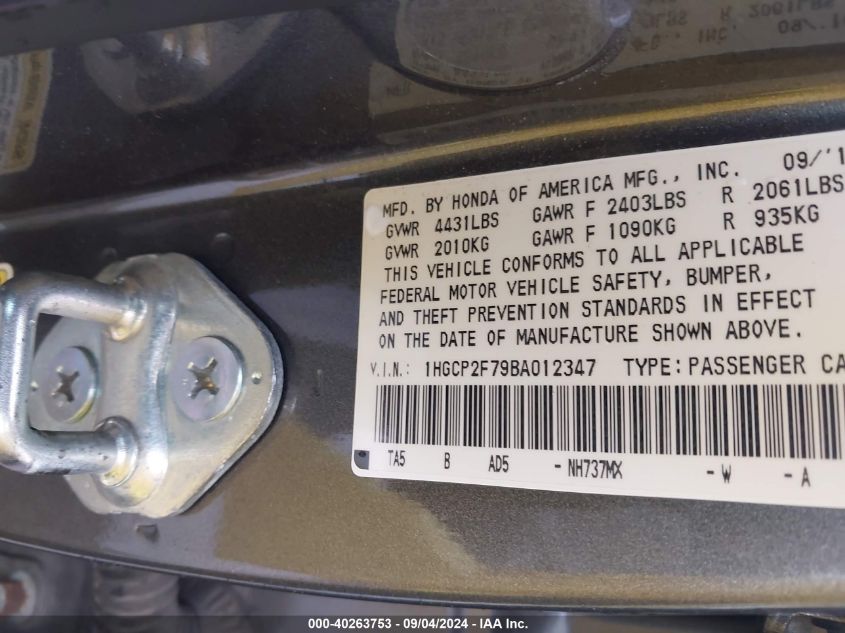 MFD. BY HONDA OF AMERICA MFG., INC. 09/'1
GVWR 4431LBS GAWR F 2403LBS R 2061LBS
GVWR 2010KG GAWR F 1090KG R 935KG
THIS VEHICLE CONFORMS TO ALL APPLICABLE
FEDERAL MOTOR VEHICLE SAFETY, BUMPER,
AND THEFT PREVENTION STANDARDS IN EFFECT
ON THE DATE OF MANUFACTURE SHOWN ABOVE.
V.I.N.: 1HGCP2F79BA012347 TYPE:PASSENGER CA
TA5 B AD5 -NH737MX -W -A
000-40263753 - 09/04/2024 - IAA Inc.